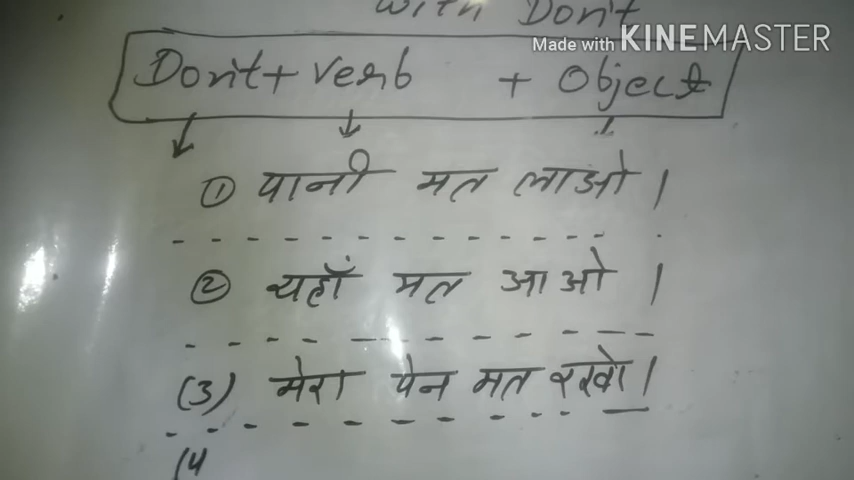 with Don't
Made with KINEMASTER
Don't + Verb + Object
① पानी मत लाओ।
② यहाँ मत आओ।
(3) मेरा पेन मत रखो।
(4